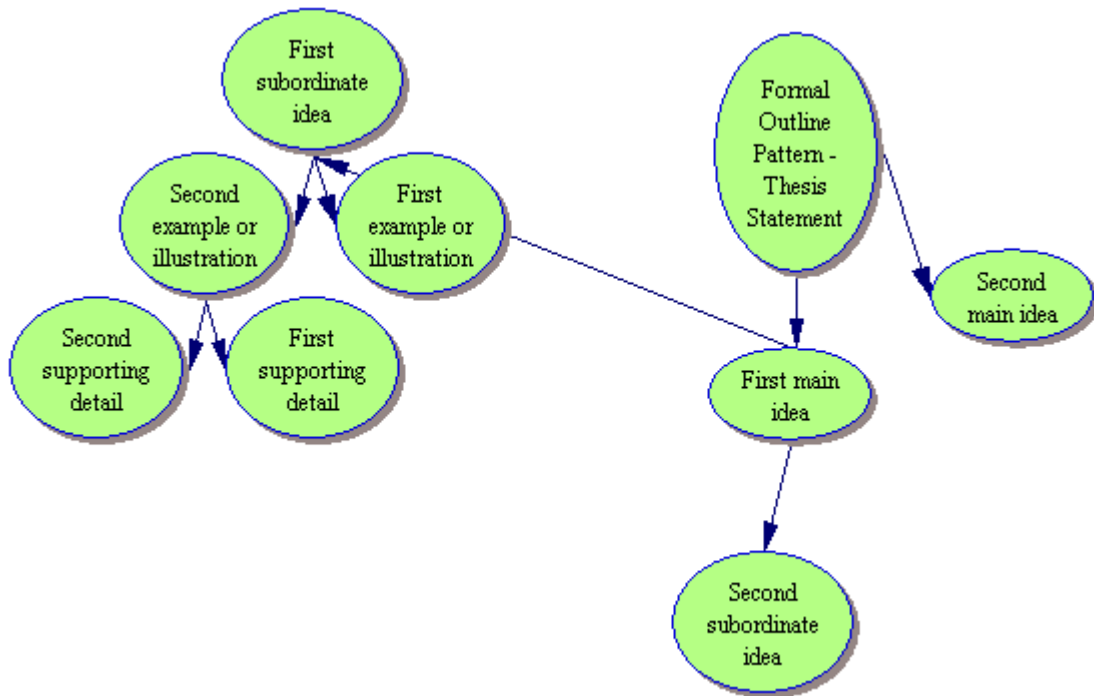 First
subordinate
idea
Formal
Outline
Pattern -
Thesis
Statement
Second
example or
illustration
First
example or
illustration
Second
main idea
Second
supporting
detail
First
supporting
detail
First main
idea
Second
subordinate
idea